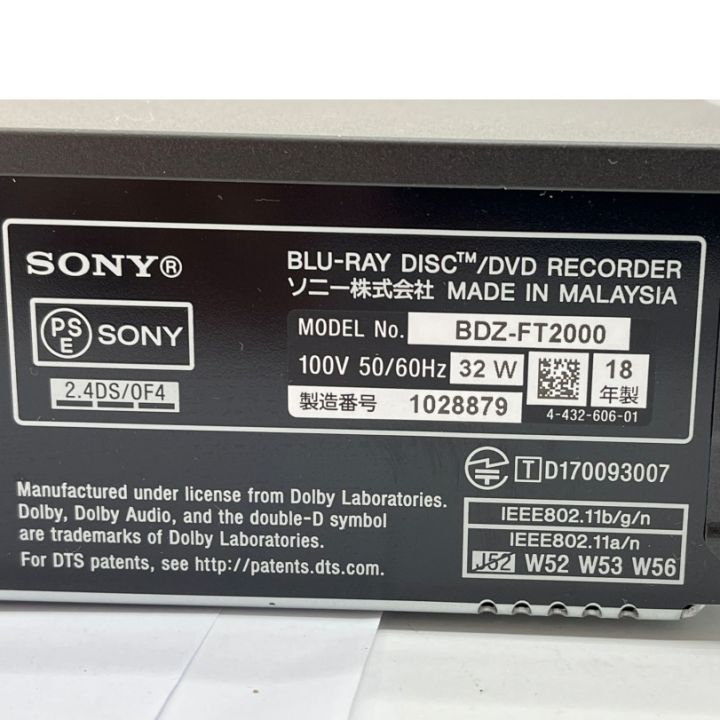 SONY®
BLU-RAY DISC™/DVD RECORDER
ソニー株式会社 MADE IN MALAYSIA
PSE SONY
2.4DS/OF4
MODEL No. BDZ-FT2000
100V 50/60Hz 32 W
18
年製
製造番号 1028879
4-432-606-01
T D170093007
Manufactured under license from Dolby Laboratories.
Dolby, Dolby Audio, and the double-D symbol
are trademarks of Dolby Laboratories.
For DTS patents, see http://patents.dts.com.
IEEE802.11b/g/n
IEEE802.11a/n
J52 W52 W53 W56